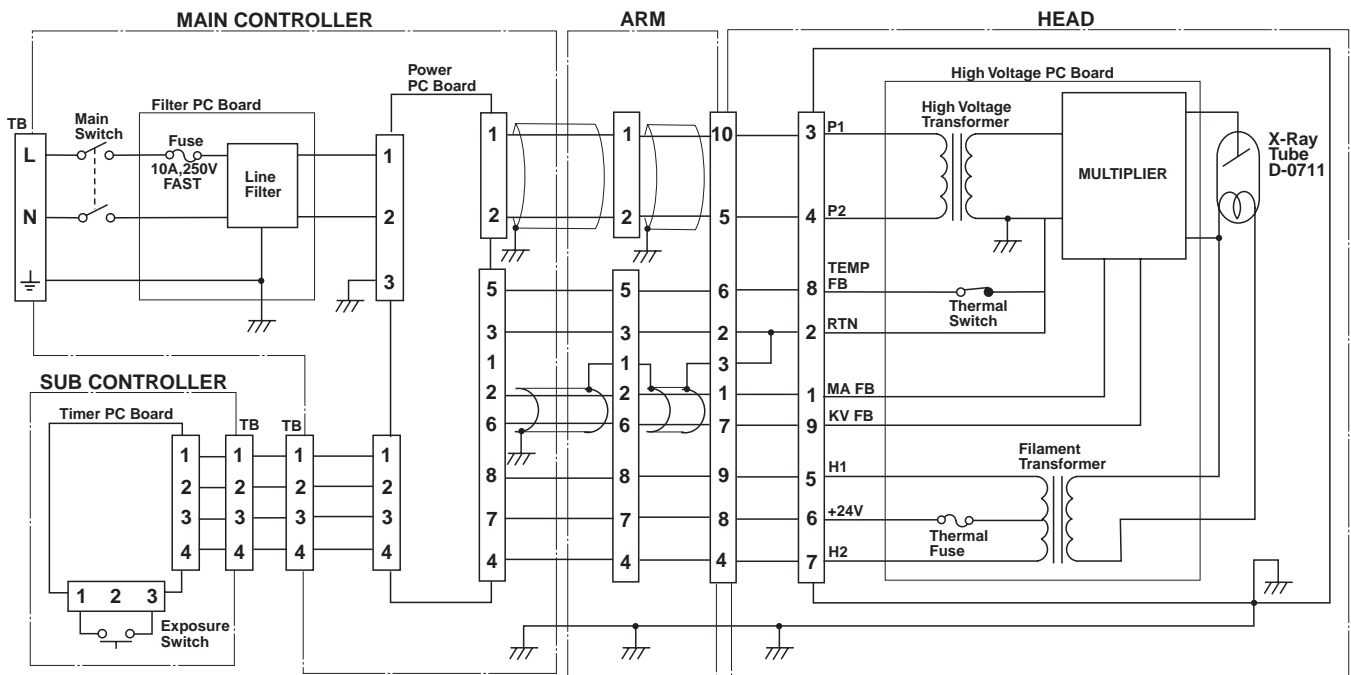 MAIN CONTROLLER
ARM
HEAD
Power
PC Board
High Voltage PC Board
Filter PC Board
TB
Main
Switch
Fuse
10A,250V
FAST
Line
Filter
L
N
1
2
3
1
2
1
2
10
5
3
4
P1
P2
High Voltage
Transformer
MULTIPLIER
X-Ray
Tube
D-0711
TEMP
FB
Thermal
Switch
RTN
MA FB
KV FB
5
3
1
2
6
8
7
4
5
3
1
2
6
8
7
4
6
2
3
1
7
9
8
4
8
2
1
9
5
6
7
Filament
Transformer
H1
+24V
H2
Thermal
Fuse
SUB CONTROLLER
Timer PC Board
TB
TB
1
2
3
4
1
2
3
4
1
2
3
4
1
2
3
4
1 2 3
Exposure
Switch